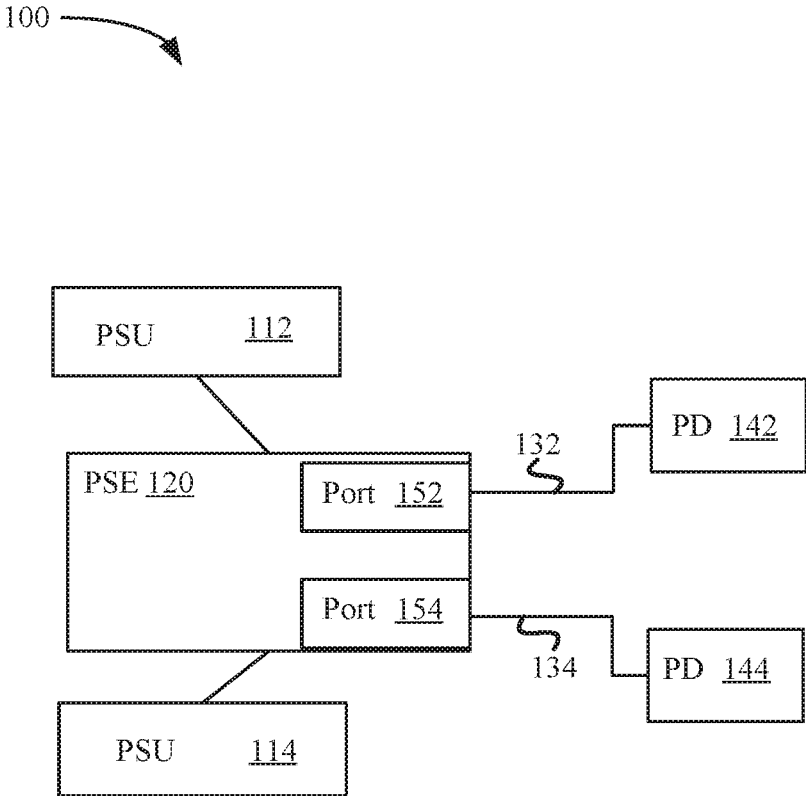 100
PSU 112
PD 142
132
PSE 120
Port 152
Port 154
134
PD 144
PSU 114